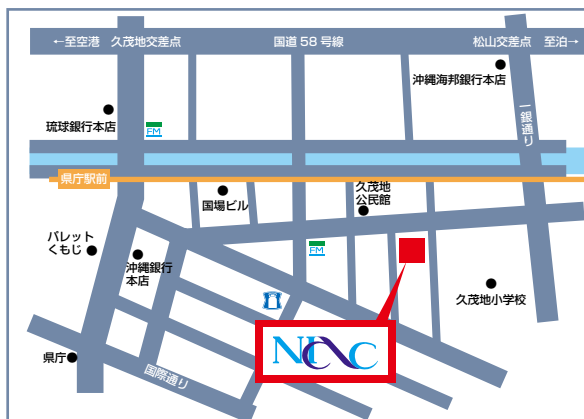 ←至空港
久茂地交差点
国道58号線
松山交差点
至泊→
沖縄海邦銀行本店
琉球銀行本店
FM
一銀通り
県庁駅前
国場ビル
久茂地
公民館
パレット
くもじ
沖縄銀行
本店
FM
久茂地小学校
県庁
国際通り